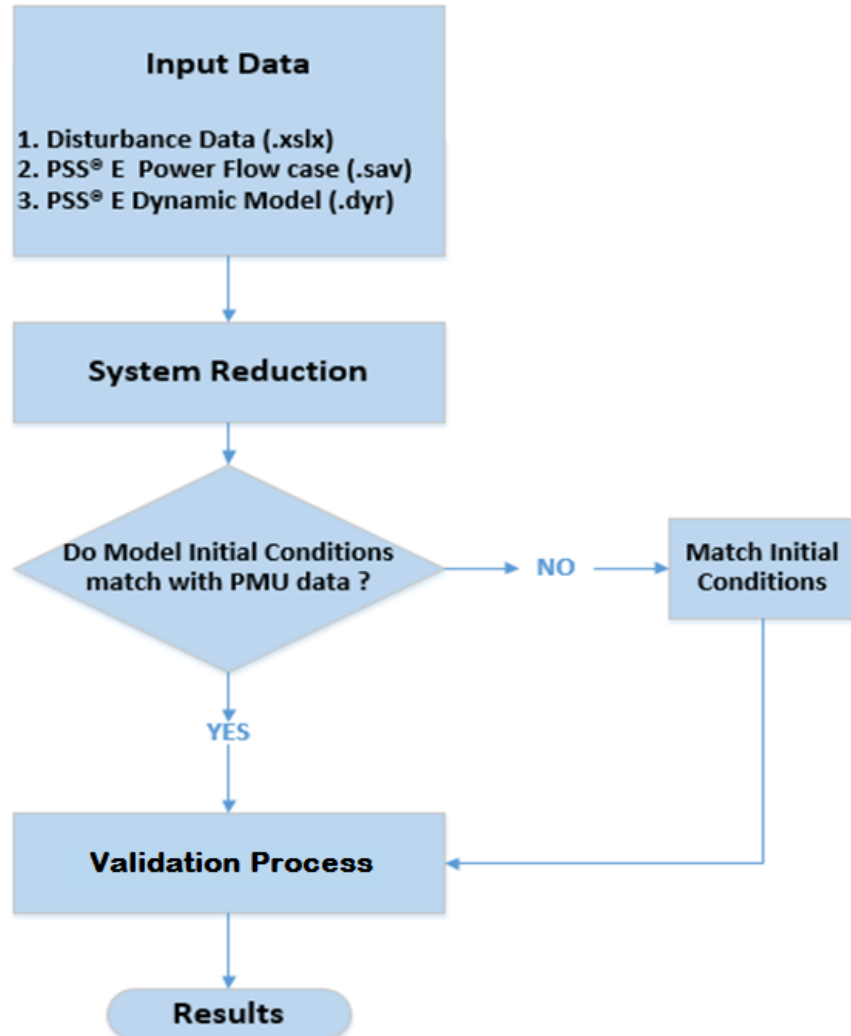 Input Data
1. Disturbance Data (.xslx)
2. PSS® E Power Flow case (.sav)
3. PSS® E Dynamic Model (.dyr)
System Reduction
Do Model Initial Conditions
match with PMU data ?
NO
Match Initial
Conditions
YES
Validation Process
Results